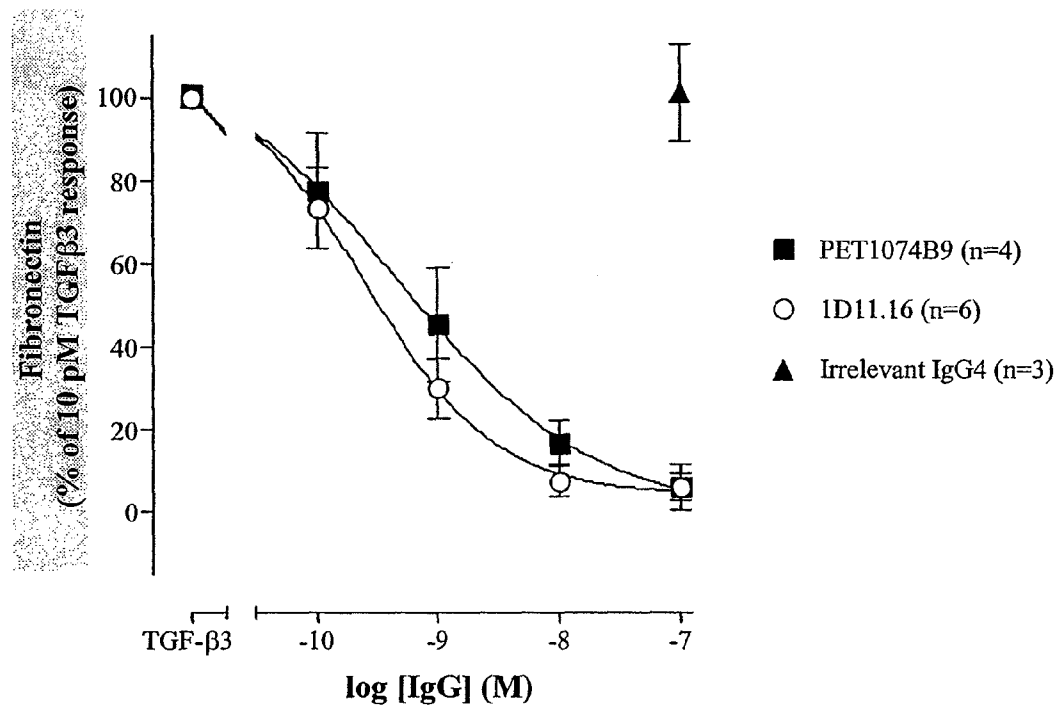 Fibronectin
(% of 10 pM TGFβ3 response)
100
80
60
40
20
0
TGF-β3
-10
-9
-8
-7
log [IgG] (M)
PET1074B9 (n=4)
1D11.16 (n=6)
Irrelevant IgG4 (n=3)